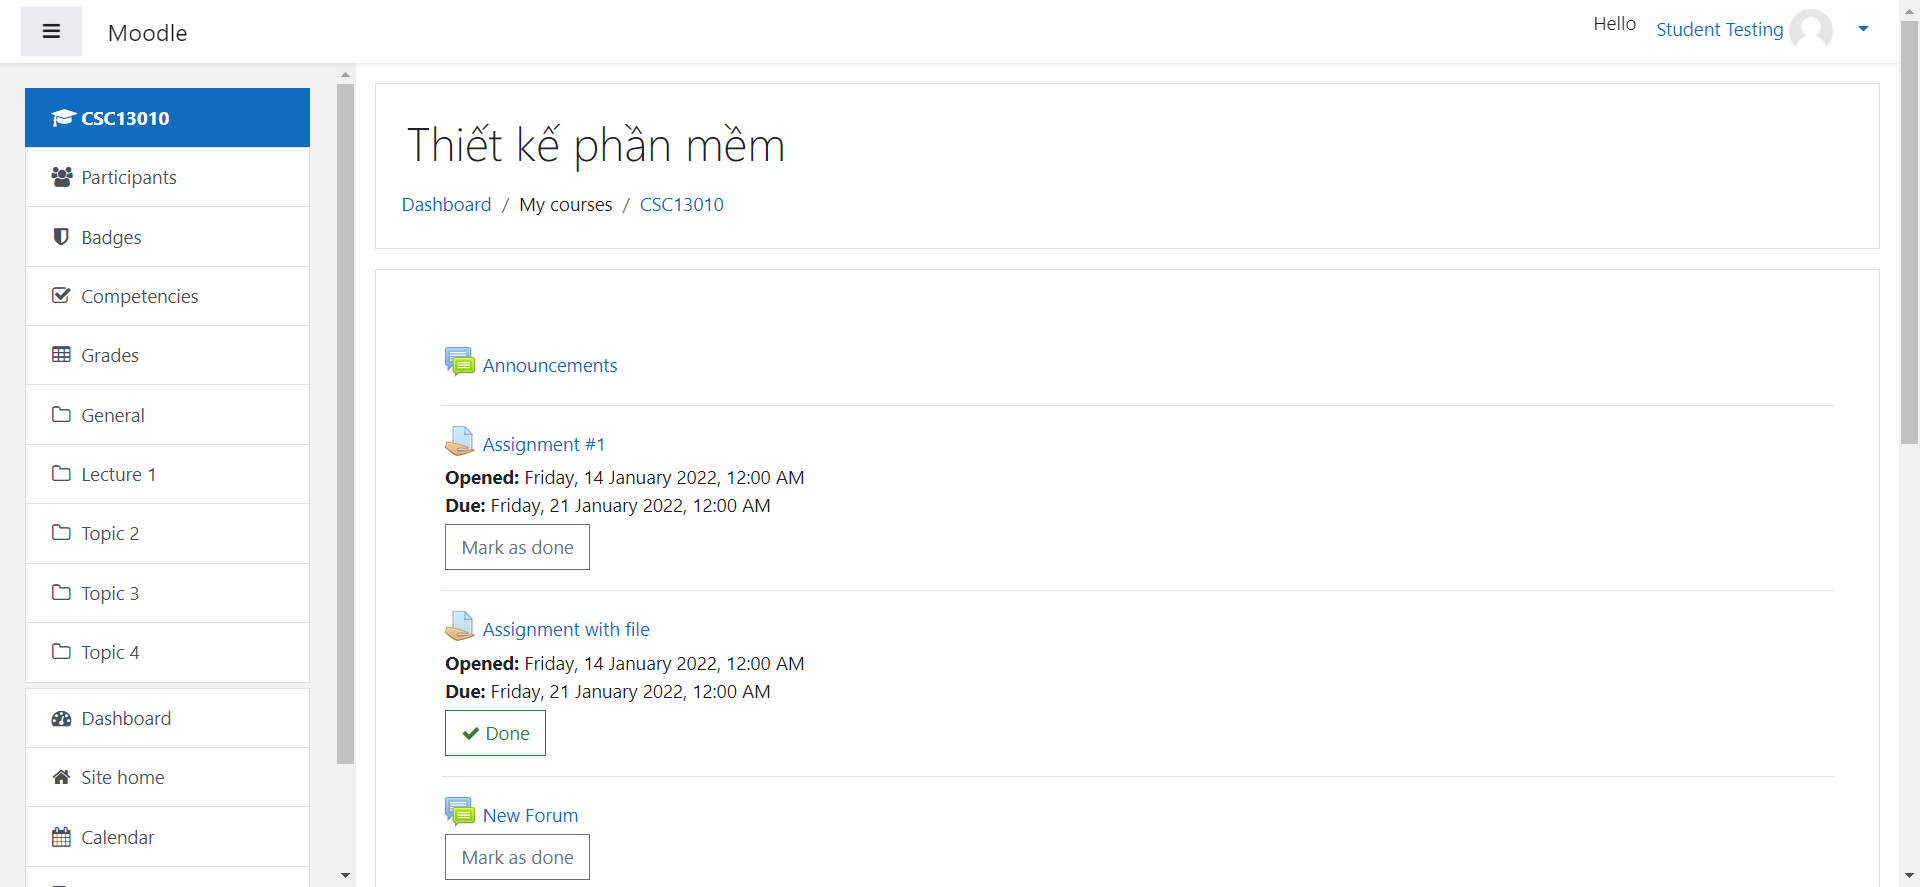 Moodle
Hello Student Testing
CSC13010
Participants
Badges
Competencies
Grades
General
Lecture 1
Topic 2
Topic 3
Topic 4
Dashboard
Site home
Calendar
Thiết kế phần mềm
Dashboard / My courses / CSC13010
Announcements
Assignment #1
Opened: Friday, 14 January 2022, 12:00 AM
Due: Friday, 21 January 2022, 12:00 AM
Mark as done
Assignment with file
Opened: Friday, 14 January 2022, 12:00 AM
Due: Friday, 21 January 2022, 12:00 AM
Done
New Forum
Mark as done